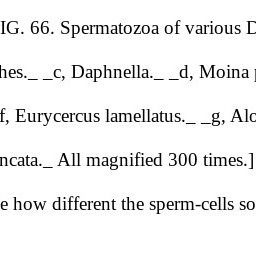 IG. 66. Spermatozoa of various D
hes._ _c, Daphnella._ _d, Moina p
f, Eurycercus lamellatus._ _g, Alo
ncata._ All magnified 300 times.]
e how different the sperm-cells so